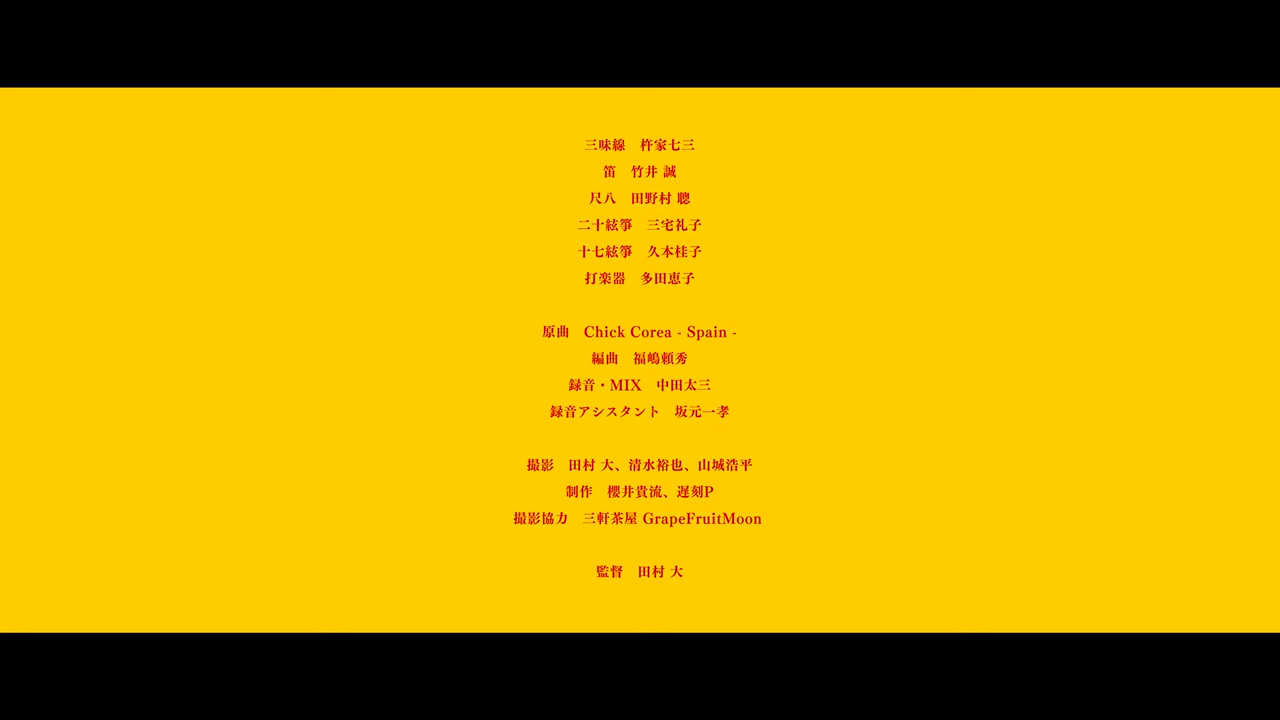 三味線　杵家七三
笛　竹井 誠
尺八　田野村 聰
二十絃箏　三宅礼子
十七絃箏　久本桂子
打楽器　多田恵子
原曲　Chick Corea - Spain -
編曲　福嶋頼秀
録音・MIX　中田太三
録音アシスタント　坂元一孝
撮影　田村 大、清水裕也、山城浩平
制作　櫻井貴流、遅刻P
撮影協力　三軒茶屋 GrapeFruitMoon
監督　田村 大